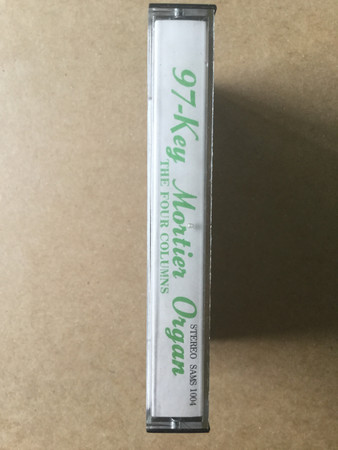 97-Key Mortier Organ
THE FOUR COLUMNS
STEREO SAMS 1004